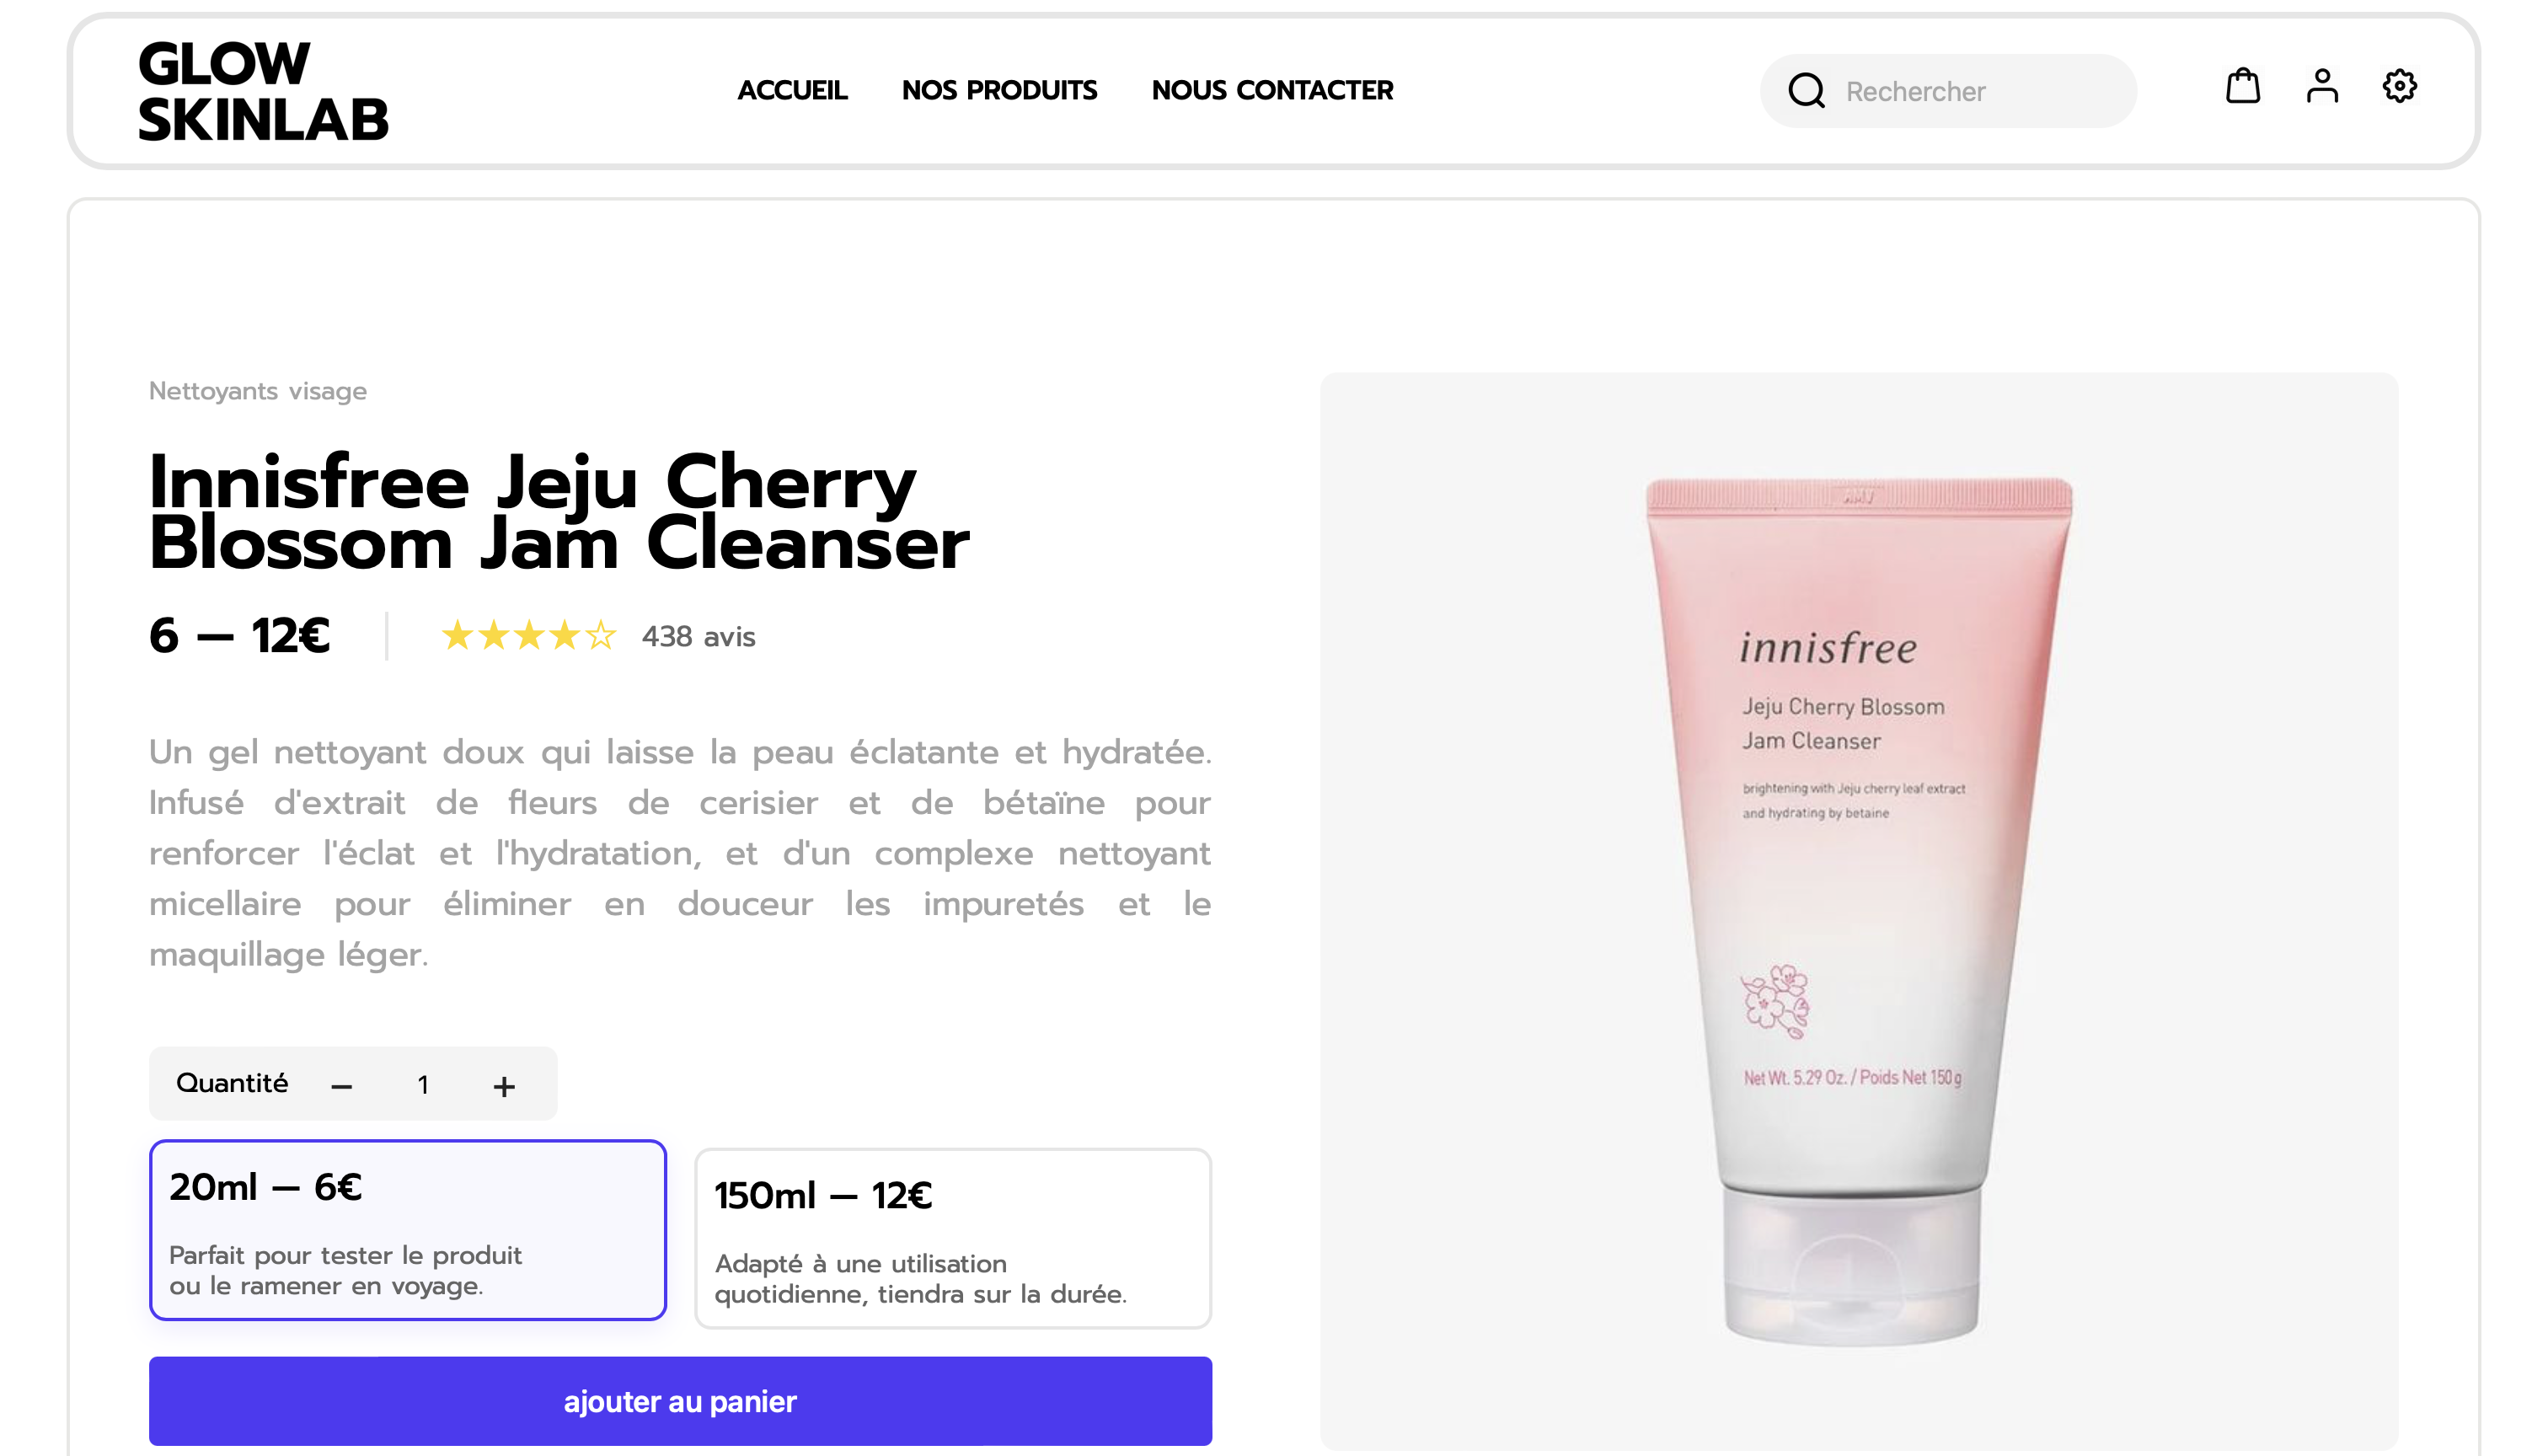 GLOW
SKINLAB
ACCUEIL
NOS PRODUITS
NOUS CONTACTER
Rechercher
Nettoyants visage
Innisfree Jeju Cherry
Blossom Jam Cleanser
6 — 12€
438 avis
Un gel nettoyant doux qui laisse la peau éclatante et hydratée.
Infusé d'extrait de fleurs de cerisier et de bétaïne pour
renforcer l'éclat et l'hydratation, et d'un complexe nettoyant
micellaire pour éliminer en douceur les impuretés et le
maquillage léger.
Quantité − 1 +
20ml — 6€
Parfait pour tester le produit
ou le ramener en voyage.
150ml — 12€
Adapté à une utilisation
quotidienne, tiendra sur la durée.
ajouter au panier
innisfree
Jeju Cherry Blossom
Jam Cleanser
brightening with Jeju cherry leaf extract
and hydrating by betaine
Net Wt. 5.29 Oz. / Poids Net 150 g